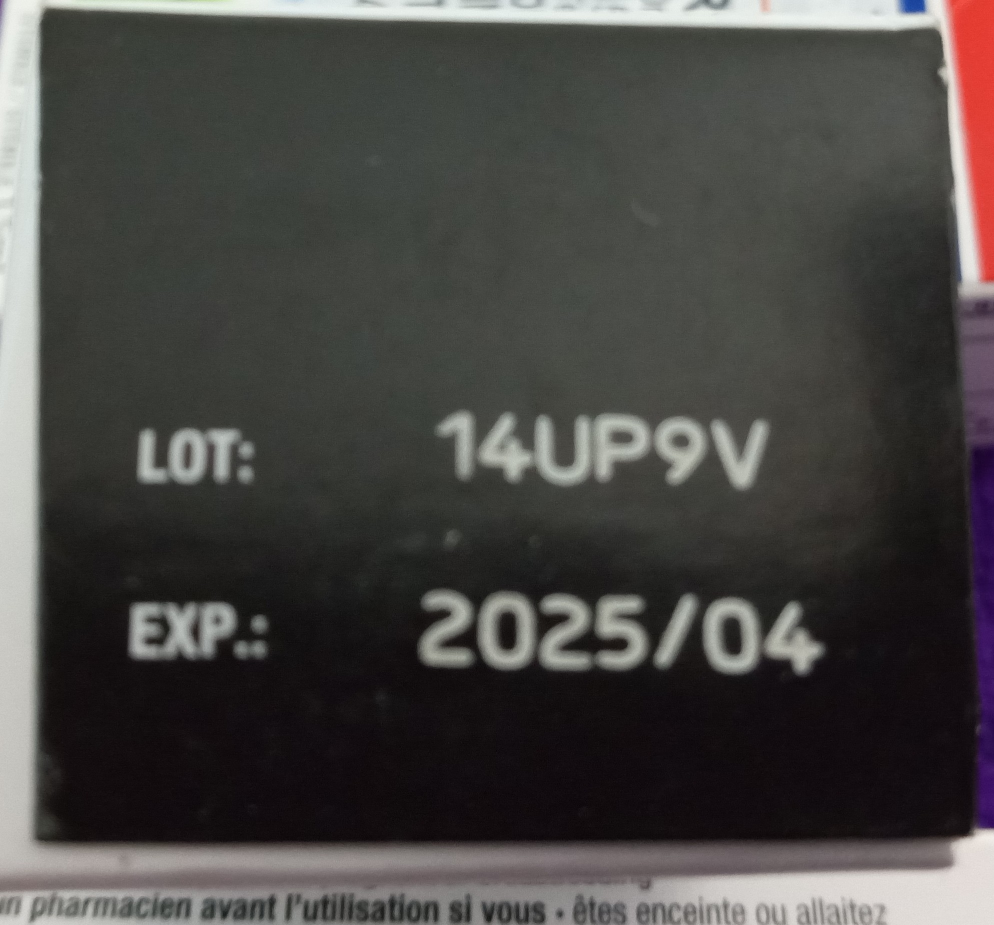 LOT: 14UP9V
EXP.: 2025/04
un pharmacien avant l'utilisation si vous • êtes enceinte ou allaitez